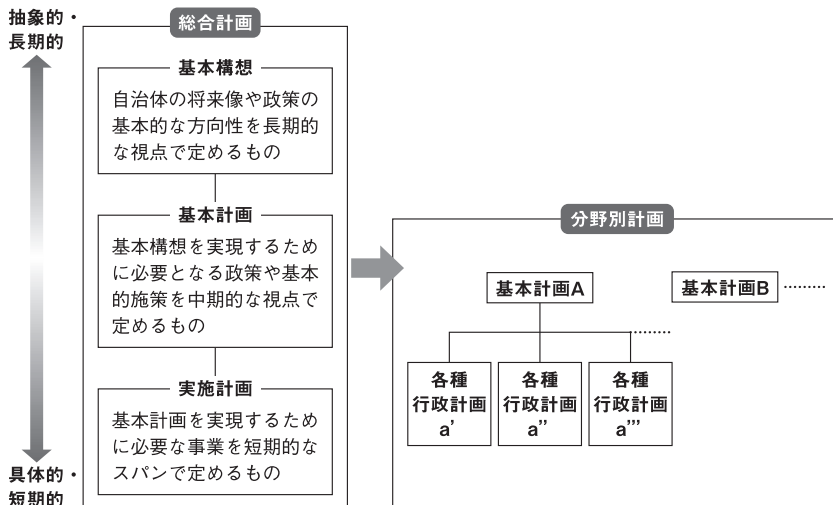 抽象的・
長期的
総合計画
基本構想
自治体の将来像や政策の
基本的な方向性を長期的
な視点で定めるもの
基本計画
基本構想を実現するため
に必要となる政策や基本
的施策を中期的な視点で
定めるもの
実施計画
基本計画を実現するため
に必要な事業を短期的な
スパンで定めるもの
具体的・
短期的
分野別計画
基本計画A
基本計画B ………
………
各種
行政計画
a'
各種
行政計画
a''
各種
行政計画
a'''